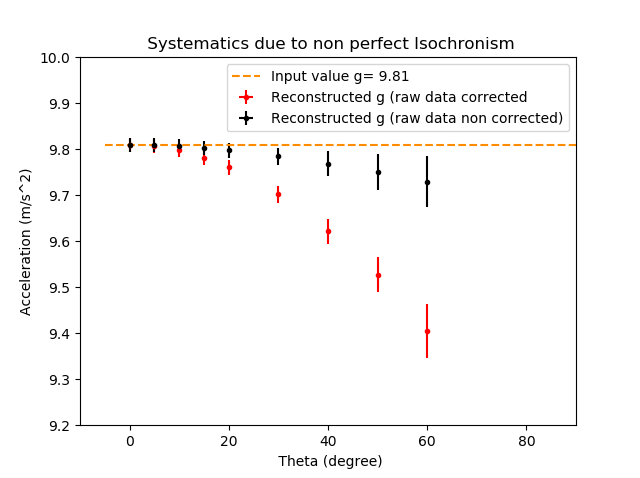 Systematics due to non perfect Isochronism
Input value g= 9.81
Reconstructed g (raw data corrected
Reconstructed g (raw data non corrected)
Acceleration (m/s^2)
10.0
9.9
9.8
9.7
9.6
9.5
9.4
9.3
9.2
0 20 40 60 80
Theta (degree)